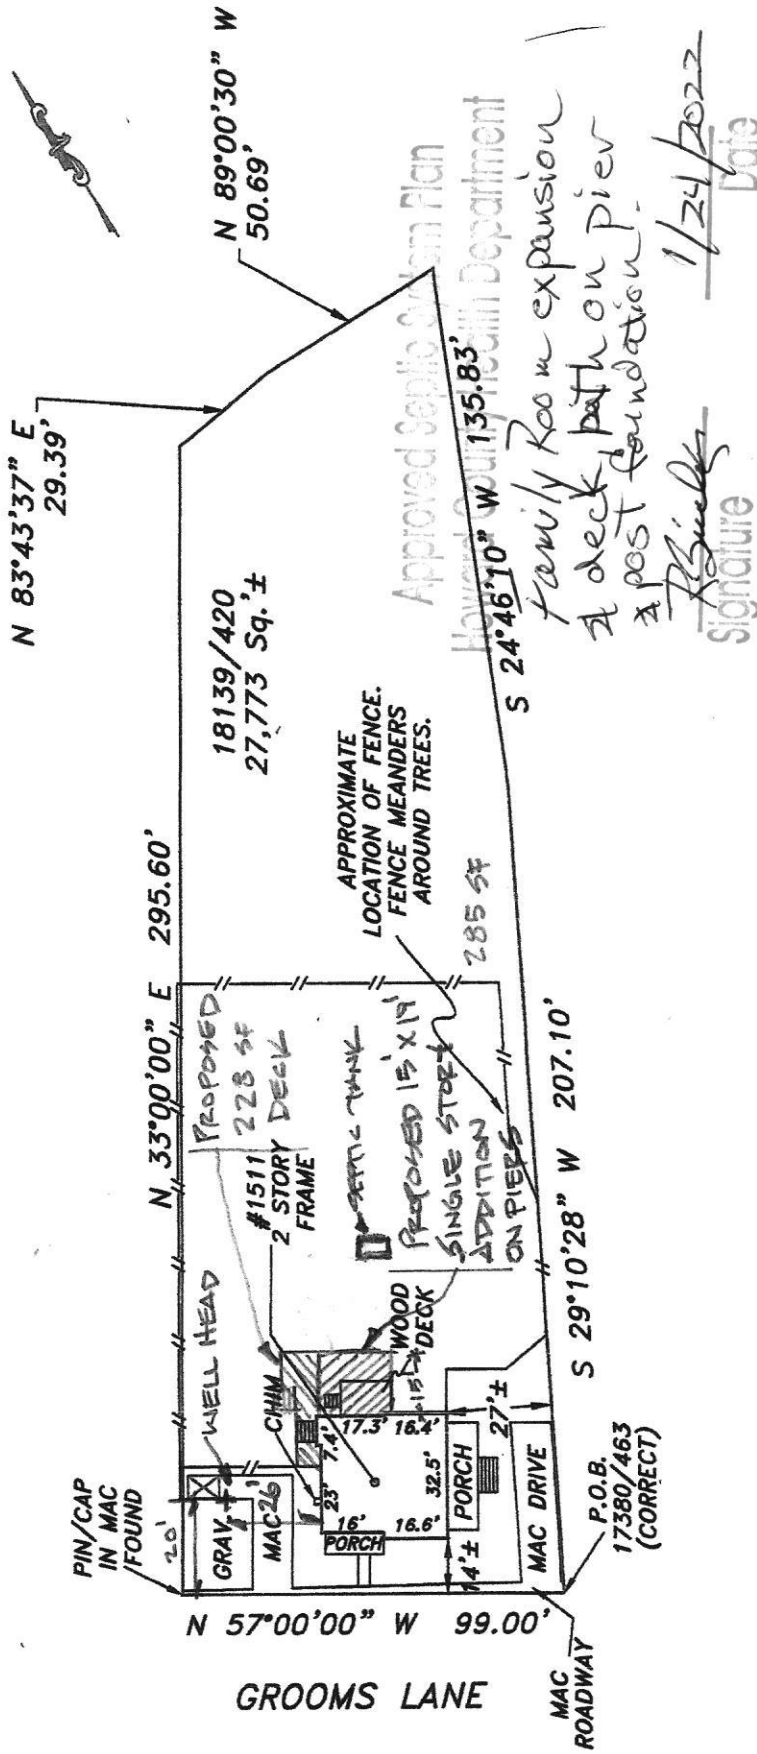 N 83°43'37" E
29.39'
N 89°00'30" W
50.69'
N 33°00'00" E 295.60'
18139/420
27,773 Sq.'±
APPROXIMATE
LOCATION OF FENCE.
FENCE MEANDERS
AROUND TREES.
285 SF
S 24°46'10" W 135.83'
Approved Septic System Plan
Howard County Health Department
Family Room expansion
& deck, both on pier
& post foundation.
1/24/2022
Signature
Date
PROPOSED
228 SF
DECK
#1511
2 STORY
FRAME
SEPTIC TANK
PROPOSED 15' X 19'
SINGLE STORY
ADDITION
ON PIERS
WELL HEAD
CHIM
WOOD
DECK
15'
7.4'
17.3'
16.4'
23'
32.5'
16'
16.6'
PORCH
PORCH
27'±
14'±
S 29°10'28" W 207.10'
PIN/CAP
IN MAC
FOUND
20'
GRAV.
MAC
26'
MAC DRIVE
P.O.B.
17380/463
(CORRECT)
N 57°00'00" W 99.00'
MAC
ROADWAY
GROOMS LANE